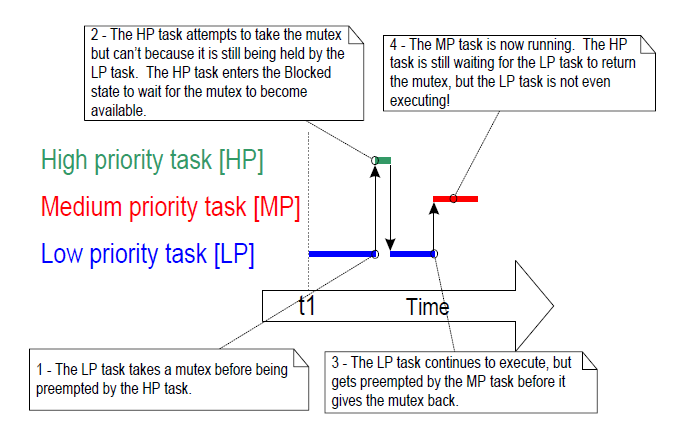 2 - The HP task attempts to take the mutex
but can't because it is still being held by the
LP task.  The HP task enters the Blocked
state to wait for the mutex to become
available.
4 - The MP task is now running.  The HP
task is still waiting for the LP task to return
the mutex, but the LP task is not even
executing!
High priority task [HP]
Medium priority task [MP]
Low priority task [LP]
t1
Time
1 - The LP task takes a mutex before being
preempted by the HP task.
3 - The LP task continues to execute, but
gets preempted by the MP task before it
gives the mutex back.